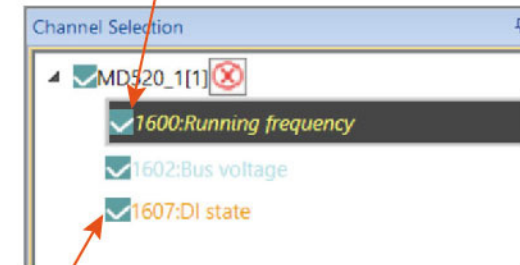 Channel Selection
MD520_1[1]
1600:Running frequency
1602:Bus voltage
1607:DI state